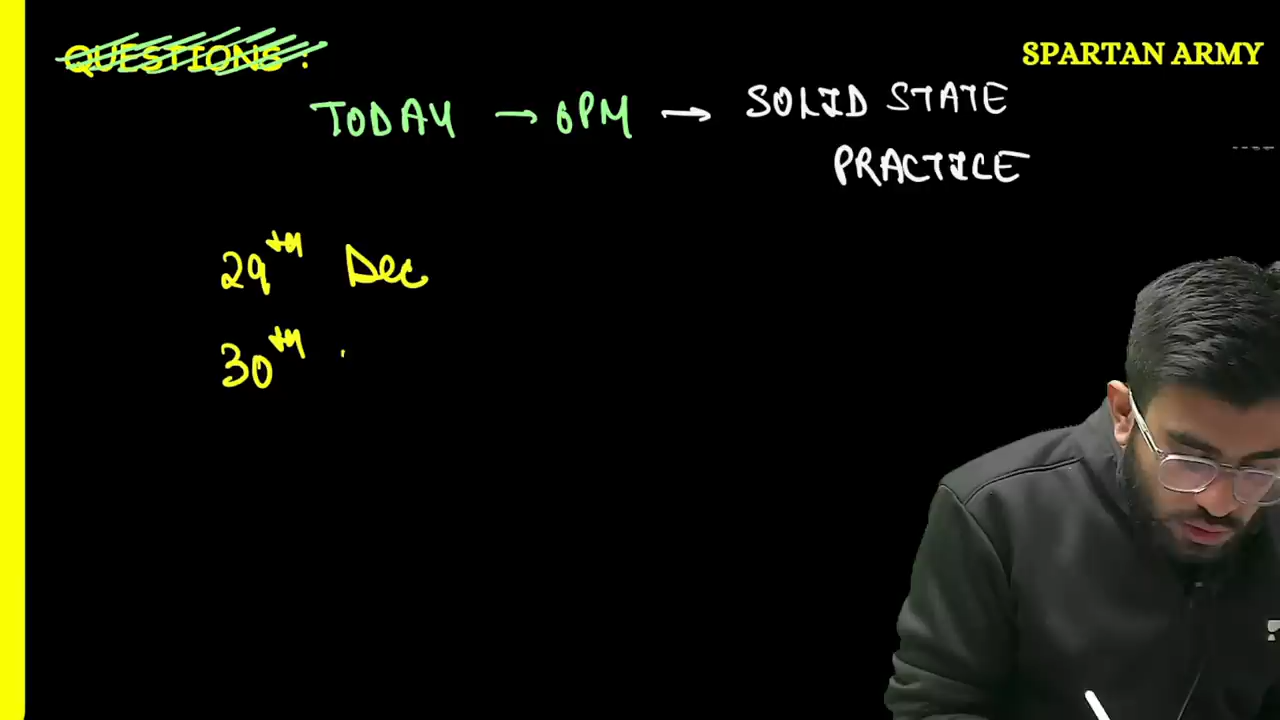 QUESTIONS :
SPARTAN ARMY
TODAY → 6PM → SOLID STATE
PRACTICE
29th Dec
30th